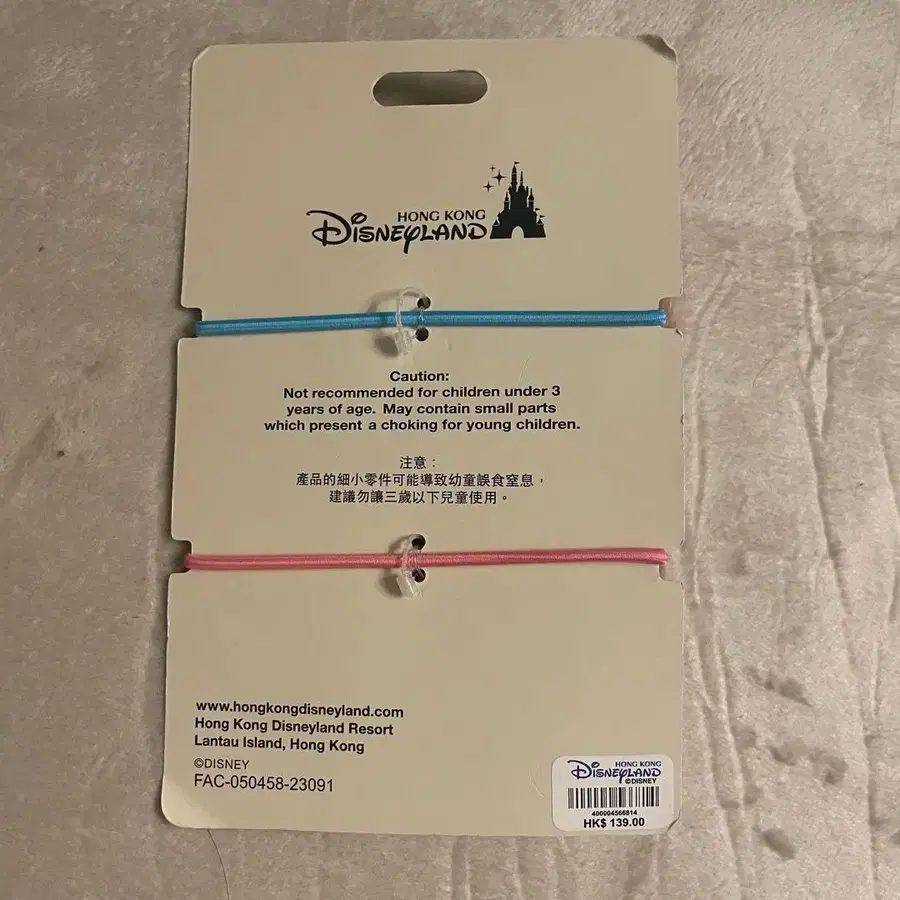 HONG KONG
DISNEYLAND
Caution:
Not recommended for children under 3
years of age. May contain small parts
which present a choking for young children.
注意：
產品的細小零件可能導致幼童誤食窒息，
建議勿讓三歲以下兒童使用。
www.hongkongdisneyland.com
Hong Kong Disneyland Resort
Lantau Island, Hong Kong
©DISNEY
FAC-050458-23091
HONG KONG
DISNEYLAND
©DISNEY
400004566814
HK$ 139.00